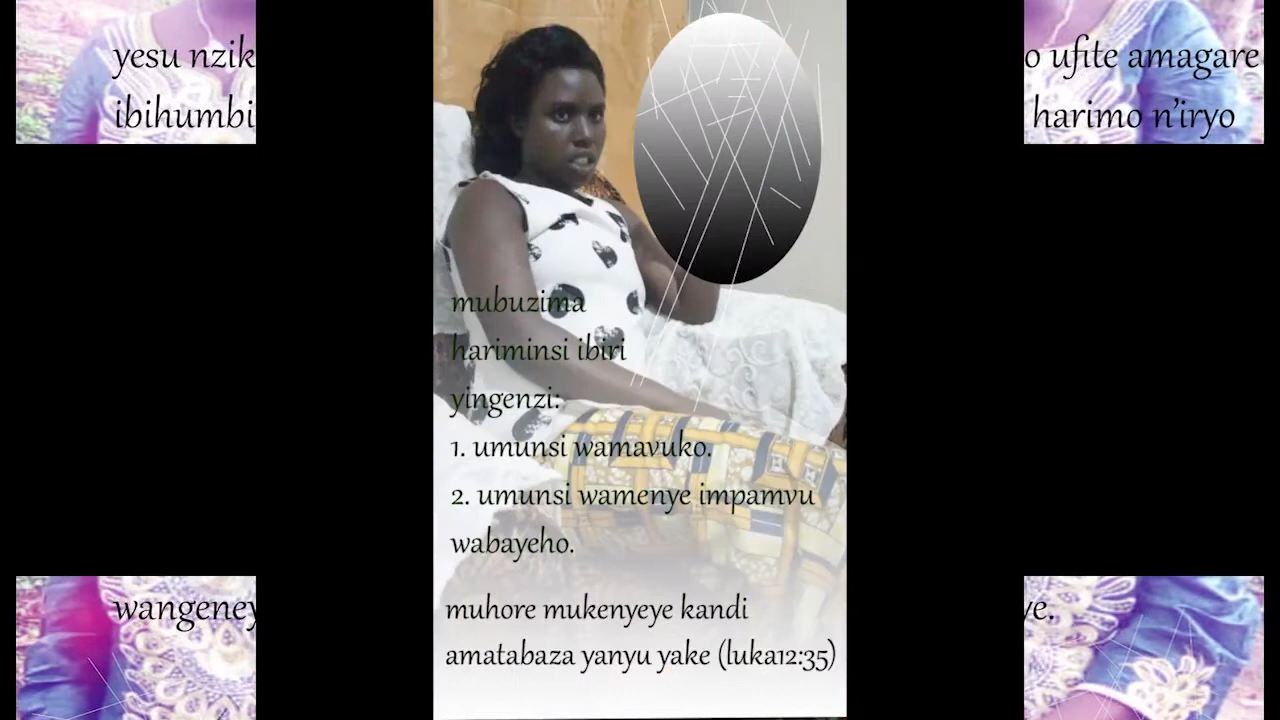 yesu nzik
o ufite amagare
ibihumbi
harimo n'iryo
mubuzima
hariminsi ibiri
yingenzi:
1. umunsi wamavuko.
2. umunsi wamenye impamvu
wabayeho.
wangeney
ye.
muhore mukenyeye kandi
amatabaza yanyu yake (luka12:35)